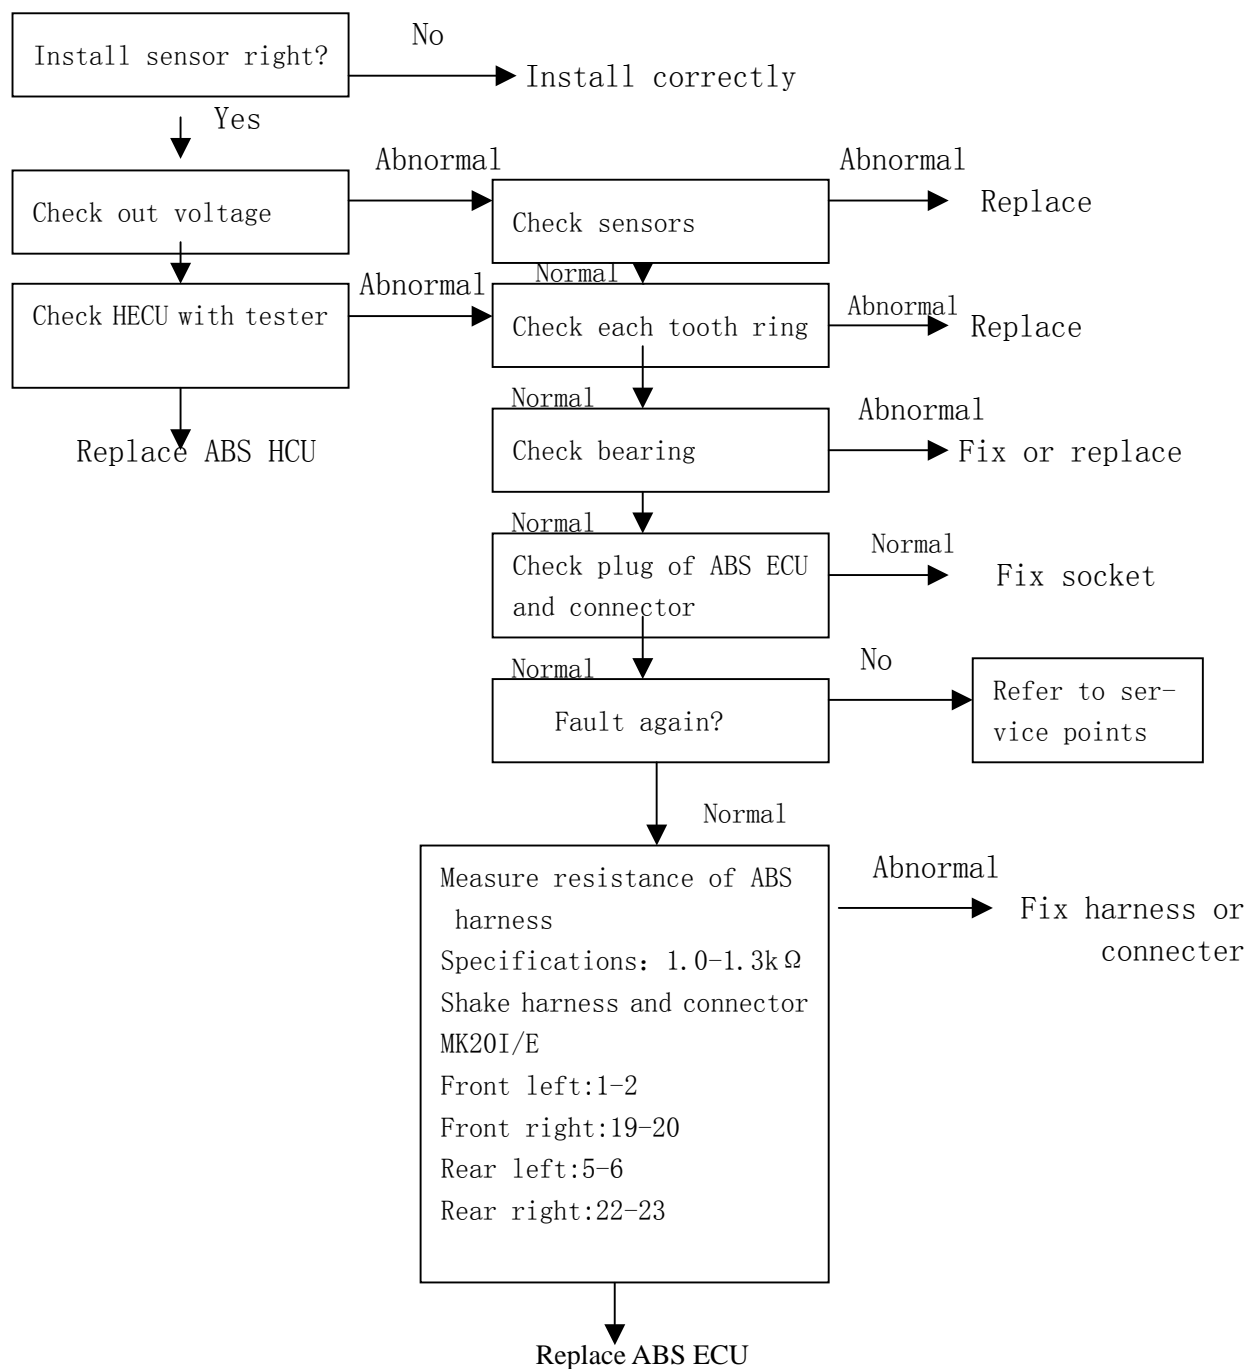 No
Install sensor right?
Install correctly
Yes
Abnormal
Abnormal
Check out voltage
Check sensors
Replace
Normal
Abnormal
Check HECU with tester
Check each tooth ring
Abnormal
Replace
Normal
Abnormal
Replace ABS HCU
Check bearing
Fix or replace
Normal
Normal
Check plug of ABS ECU
and connector
Fix socket
Normal
No
Fault again?
Refer to ser-
vice points
Normal
Measure resistance of ABS
harness
Specifications: 1.0-1.3kΩ
Shake harness and connector
MK20I/E
Front left:1-2
Front right:19-20
Rear left:5-6
Rear right:22-23
Abnormal
Fix harness or
connecter
Replace ABS ECU